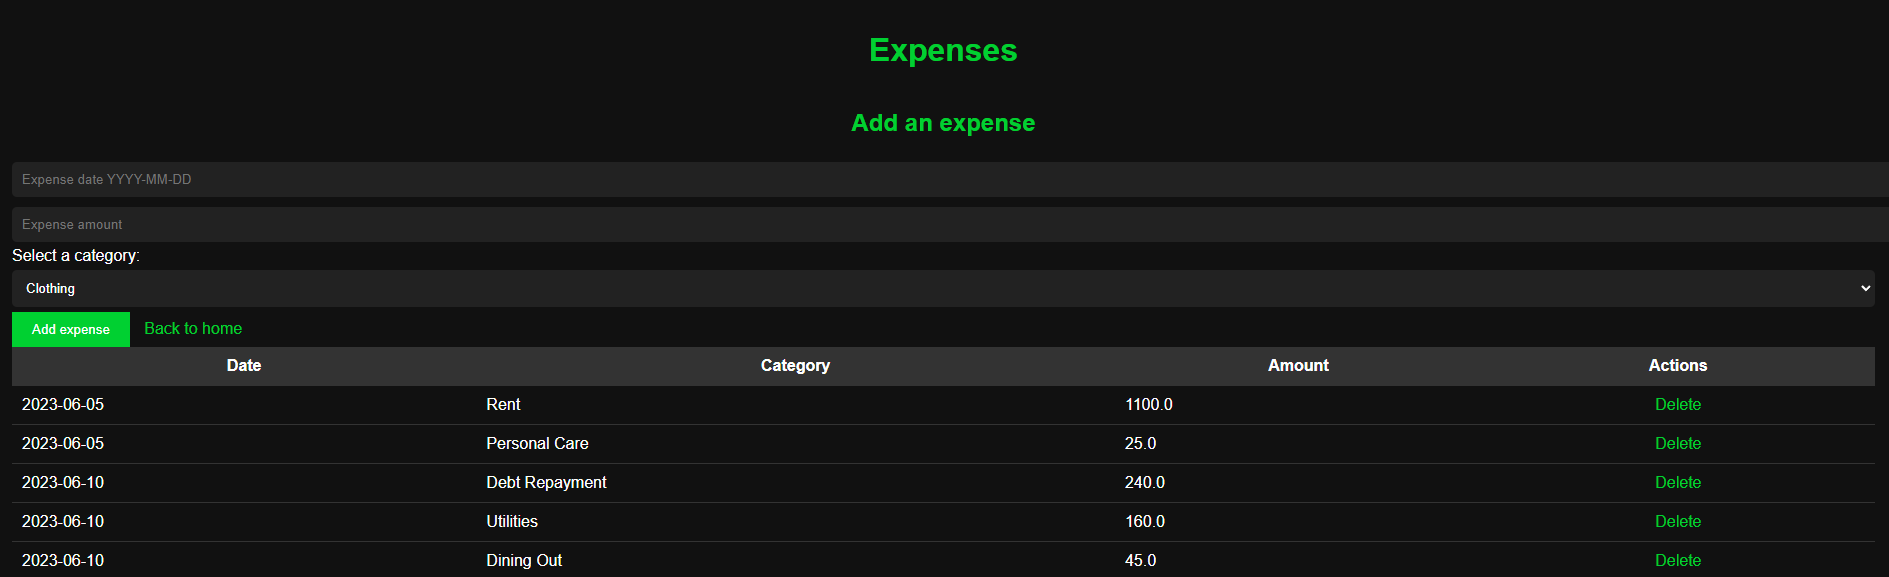 Expenses
Add an expense
Expense date YYYY-MM-DD
Expense amount
Select a category:
Clothing
Add expense Back to home
Date Category Amount Actions
2023-06-05 Rent 1100.0 Delete
2023-06-05 Personal Care 25.0 Delete
2023-06-10 Debt Repayment 240.0 Delete
2023-06-10 Utilities 160.0 Delete
2023-06-10 Dining Out 45.0 Delete